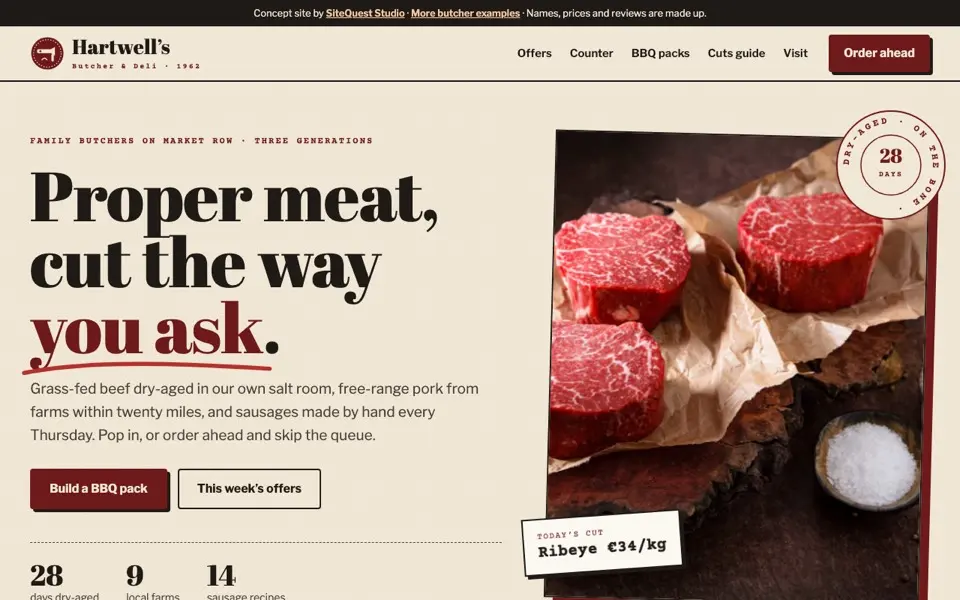 Concept site by SiteQuest Studio · More butcher examples · Names, prices and reviews are made up.
Hartwell's
Butcher & Deli · 1962
Offers
Counter
BBQ packs
Cuts guide
Visit
Order ahead
FAMILY BUTCHERS ON MARKET ROW · THREE GENERATIONS
Proper meat,
cut the way
you ask.
Grass-fed beef dry-aged in our own salt room, free-range pork from
farms within twenty miles, and sausages made by hand every
Thursday. Pop in, or order ahead and skip the queue.
Build a BBQ pack
This week's offers
28
days dry-aged
9
local farms
14
sausage recipes
DRY-AGED · ON THE BONE ·
28
DAYS
TODAY'S CUT
Ribeye €34/kg